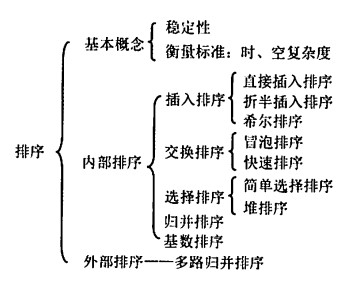 稳定性
基本概念
衡量标准：时、空复杂度
直接插入排序
插入排序
折半插入排序
希尔排序
冒泡排序
交换排序
排序
内部排序
快速排序
简单选择排序
选择排序
堆排序
归并排序
基数排序
外部排序——多路归并排序